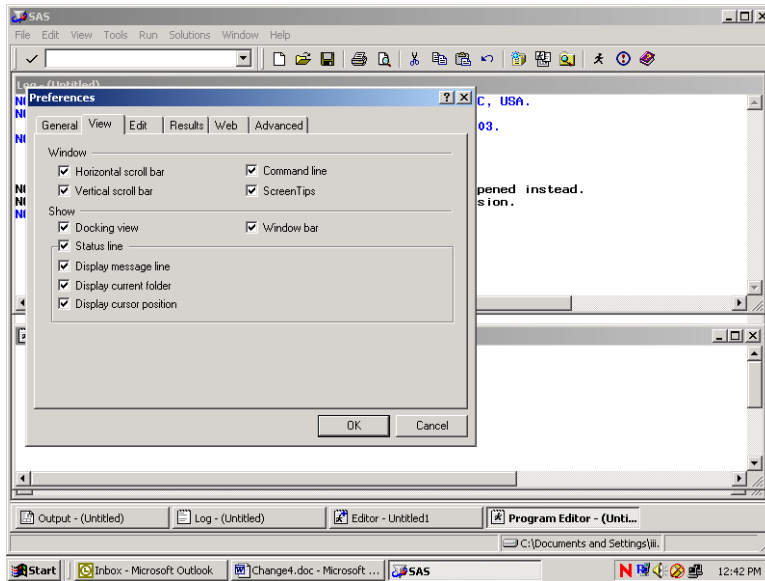 SAS
File Edit View Tools Run Solutions Window Help
Log - (Untitled)
Preferences
C, USA.
General View Edit Results Web Advanced
03.
Window
Horizontal scroll bar Command line
Vertical scroll bar ScreenTips
pened instead.
sion.
Show
Docking view Window bar
Status line
Display message line
Display current folder
Display cursor position
OK Cancel
Output - (Untitled) Log - (Untitled) Editor - Untitled1 Program Editor - (Unti...
C:\Documents and Settings\iii.
Start Inbox - Microsoft Outlook Change4.doc - Microsoft ... SAS 12:42 PM